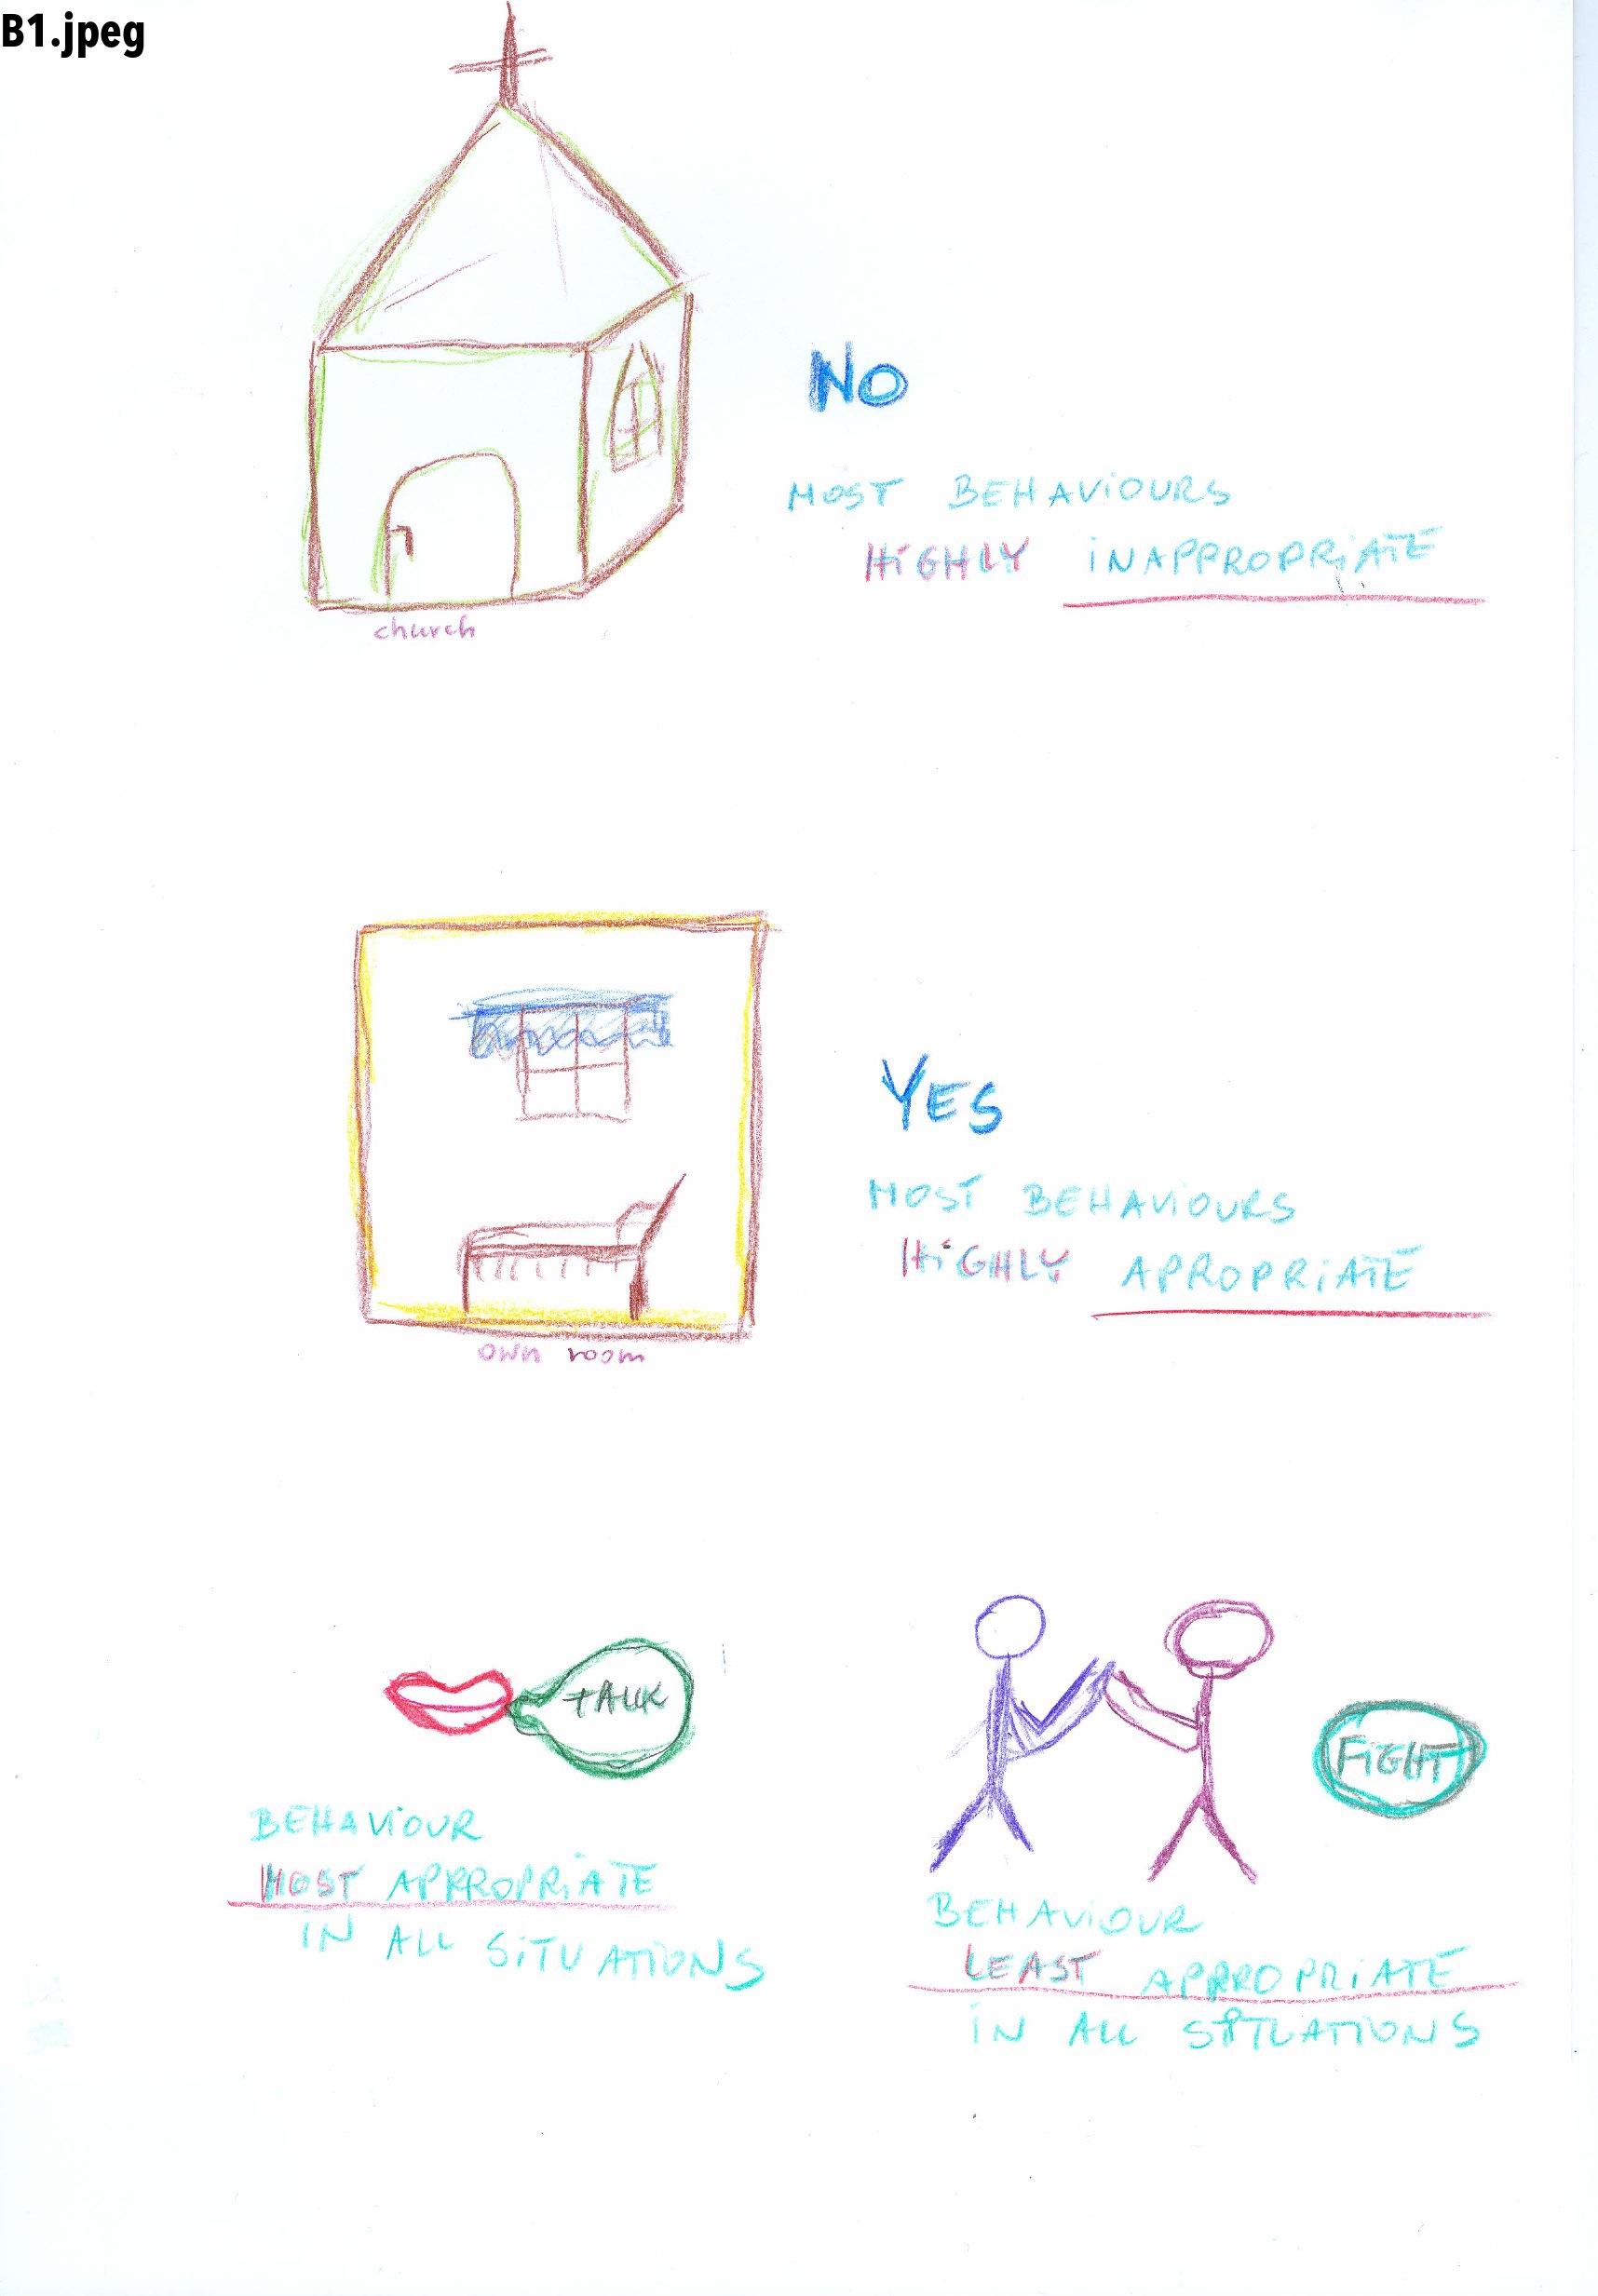 B1.jpeg
NO
MOST BEHAViOURS
HiGHLY iNAPPROPRiATE
church
YES
MOST BEHAViOURS
HiGHLY APROPRiATE
own room
tALK
FiGHT
BEHAViOUR
MOST APPROPRiATE
iN ALL SiTUATiONS
BEHAViOUR
LEAST APPROPRiATE
iN ALL SiTUATiONS